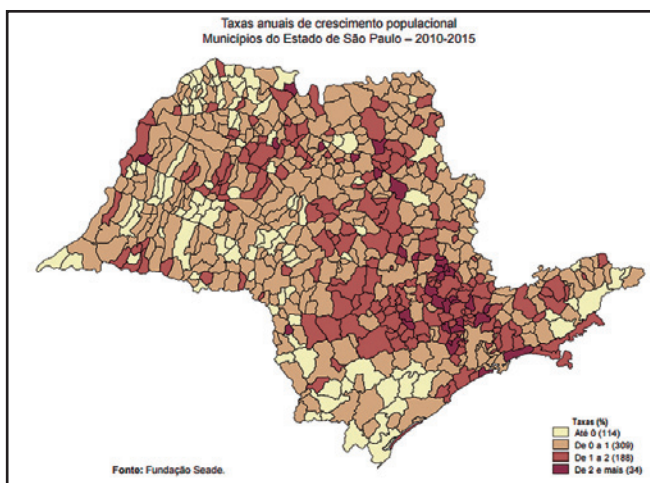 Taxas anuais de crescimento populacional
Municípios do Estado de São Paulo – 2010-2015
Taxas (%)
Até 0 (114)
De 0 a 1 (309)
De 1 a 2 (188)
De 2 e mais (34)
Fonte: Fundação Seade.